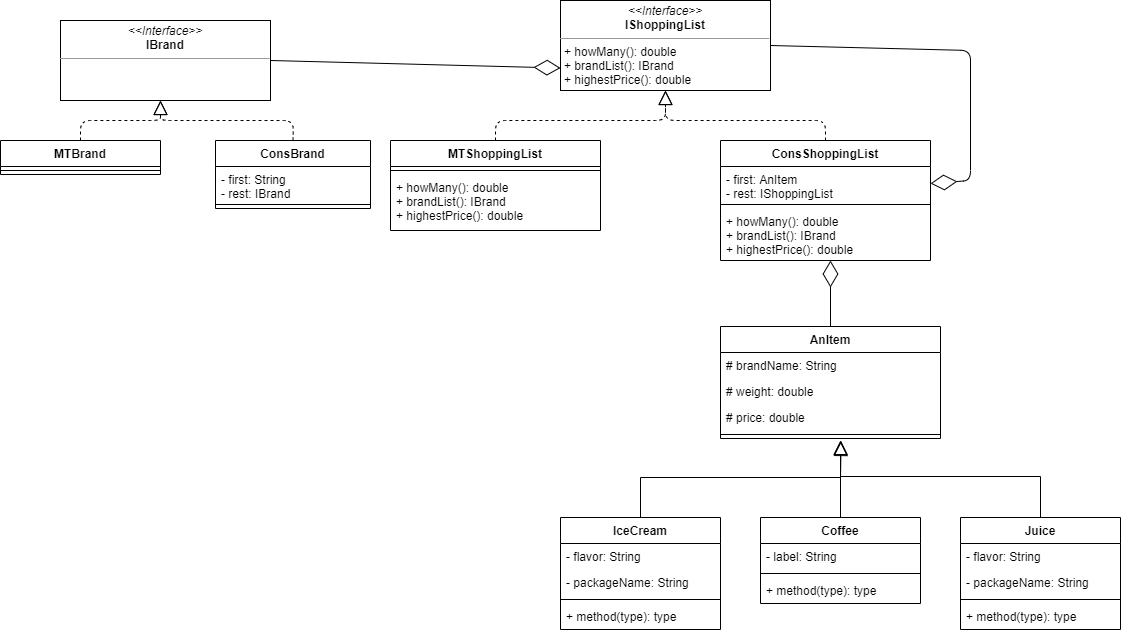 <<Interface>>
IBrand
<<Interface>>
IShoppingList
+ howMany(): double
+ brandList(): IBrand
+ highestPrice(): double
MTBrand
ConsBrand
- first: String
- rest: IBrand
MTShoppingList
+ howMany(): double
+ brandList(): IBrand
+ highestPrice(): double
ConsShoppingList
- first: AnItem
- rest: IShoppingList
+ howMany(): double
+ brandList(): IBrand
+ highestPrice(): double
AnItem
# brandName: String
# weight: double
# price: double
IceCream
- flavor: String
- packageName: String
+ method(type): type
Coffee
- label: String
+ method(type): type
Juice
- flavor: String
- packageName: String
+ method(type): type